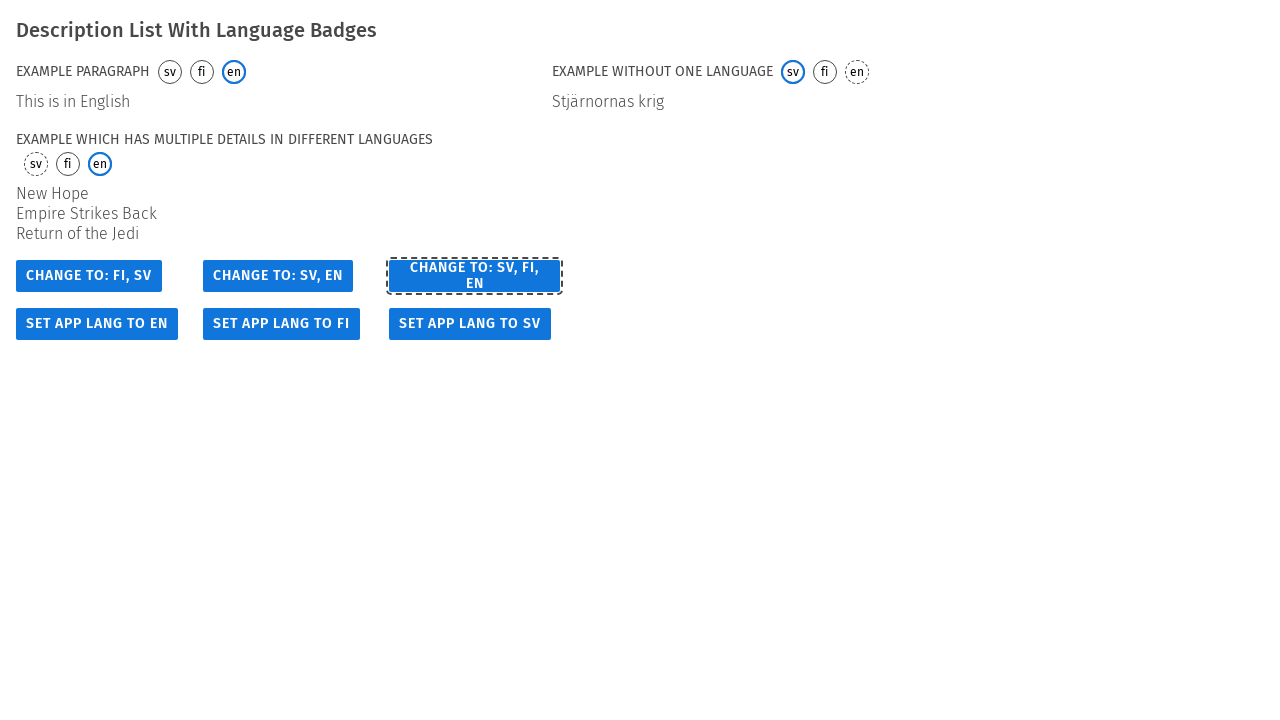 Description List With Language Badges
EXAMPLE PARAGRAPH sv fi en
This is in English
EXAMPLE WITHOUT ONE LANGUAGE sv fi en
Stjärnornas krig
EXAMPLE WHICH HAS MULTIPLE DETAILS IN DIFFERENT LANGUAGES
sv fi en
New Hope
Empire Strikes Back
Return of the Jedi
CHANGE TO: FI, SV
CHANGE TO: SV, EN
CHANGE TO: SV, FI,
EN
SET APP LANG TO EN
SET APP LANG TO FI
SET APP LANG TO SV